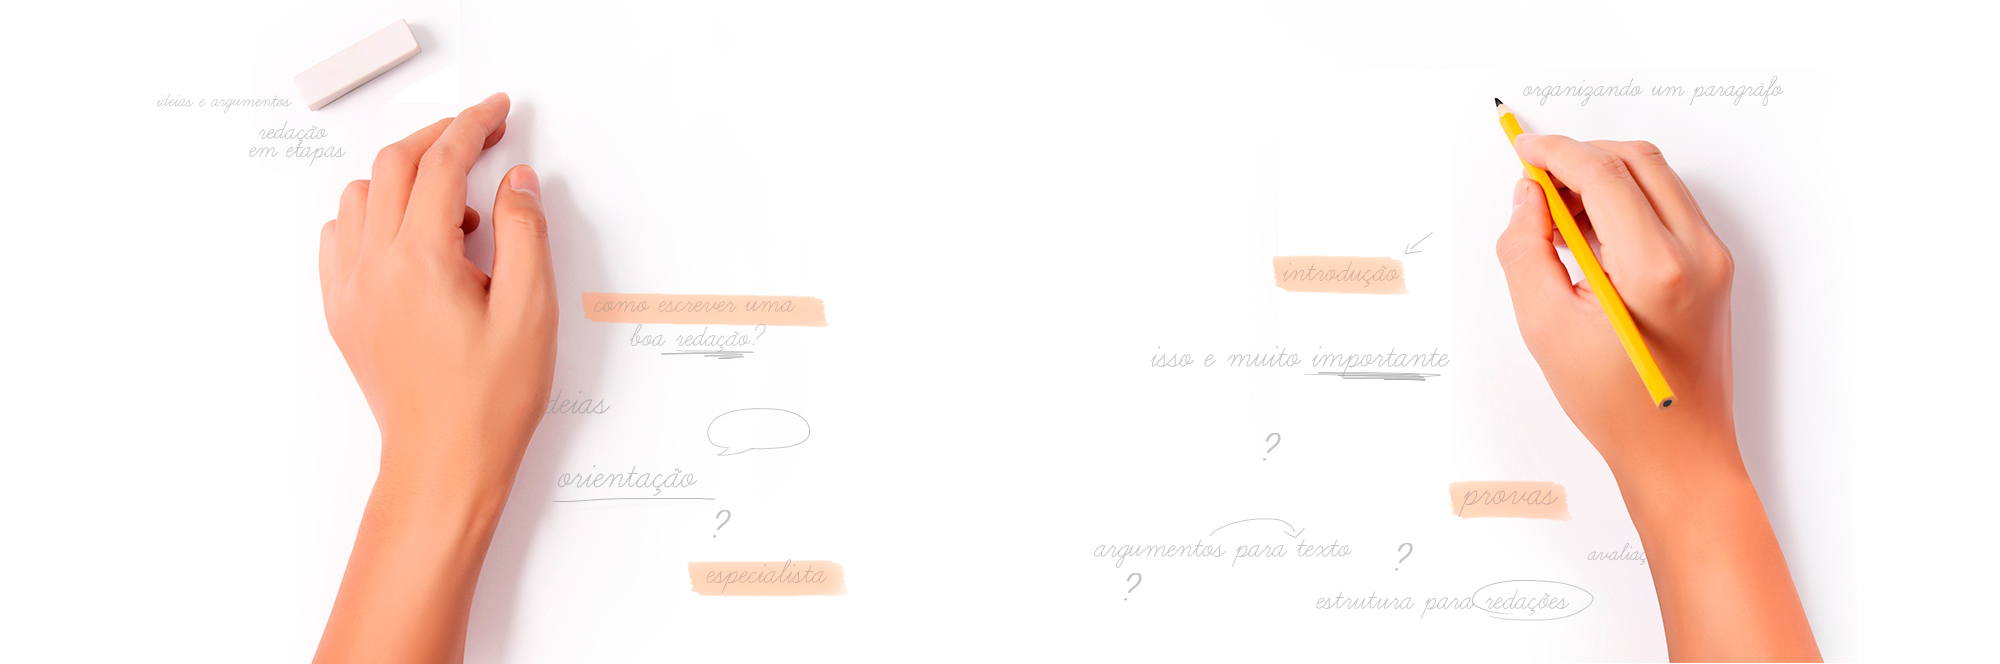 ideias e argumentos
redação
em etapas
como escrever uma
boa redação?
deias
orientação
?
especialista
organizando um paragráfo
introdução
isso e muito importante
?
provas
argumentos para texto
?
?
avaliaç
estrutura para redações